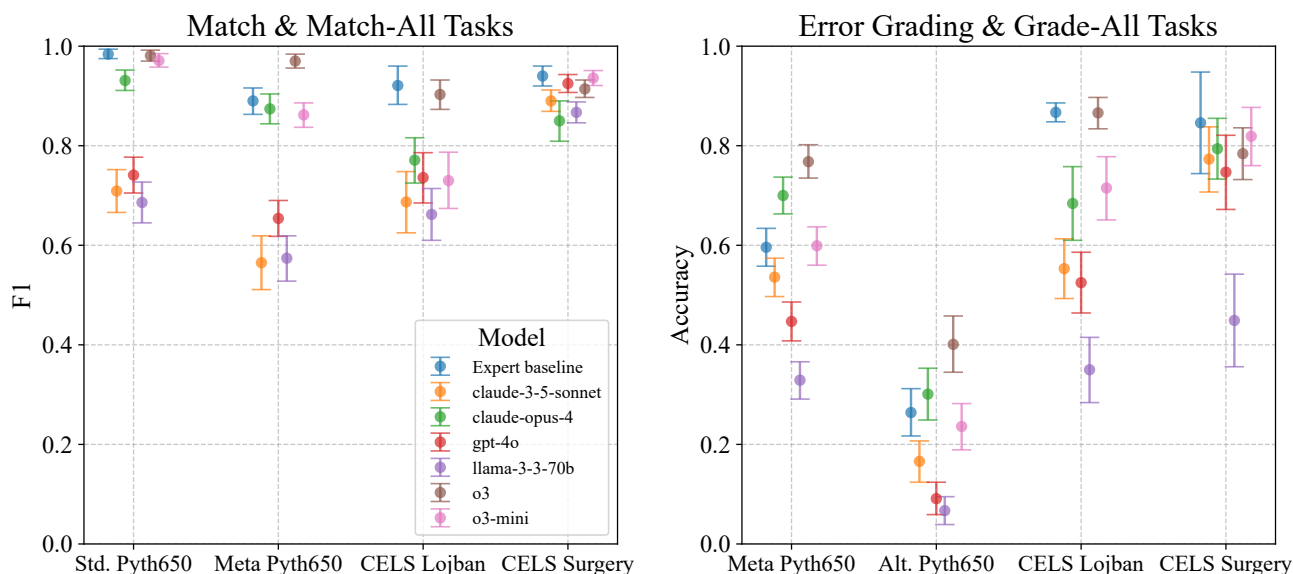 Match & Match-All Tasks
F1
1.0
0.8
0.6
0.4
0.2
0.0
Std. Pyth650
Meta Pyth650
CELS Lojban
CELS Surgery
Model
Expert baseline
claude-3-5-sonnet
claude-opus-4
gpt-4o
llama-3-3-70b
o3
o3-mini
Error Grading & Grade-All Tasks
Accuracy
1.0
0.8
0.6
0.4
0.2
0.0
Meta Pyth650
Alt. Pyth650
CELS Lojban
CELS Surgery